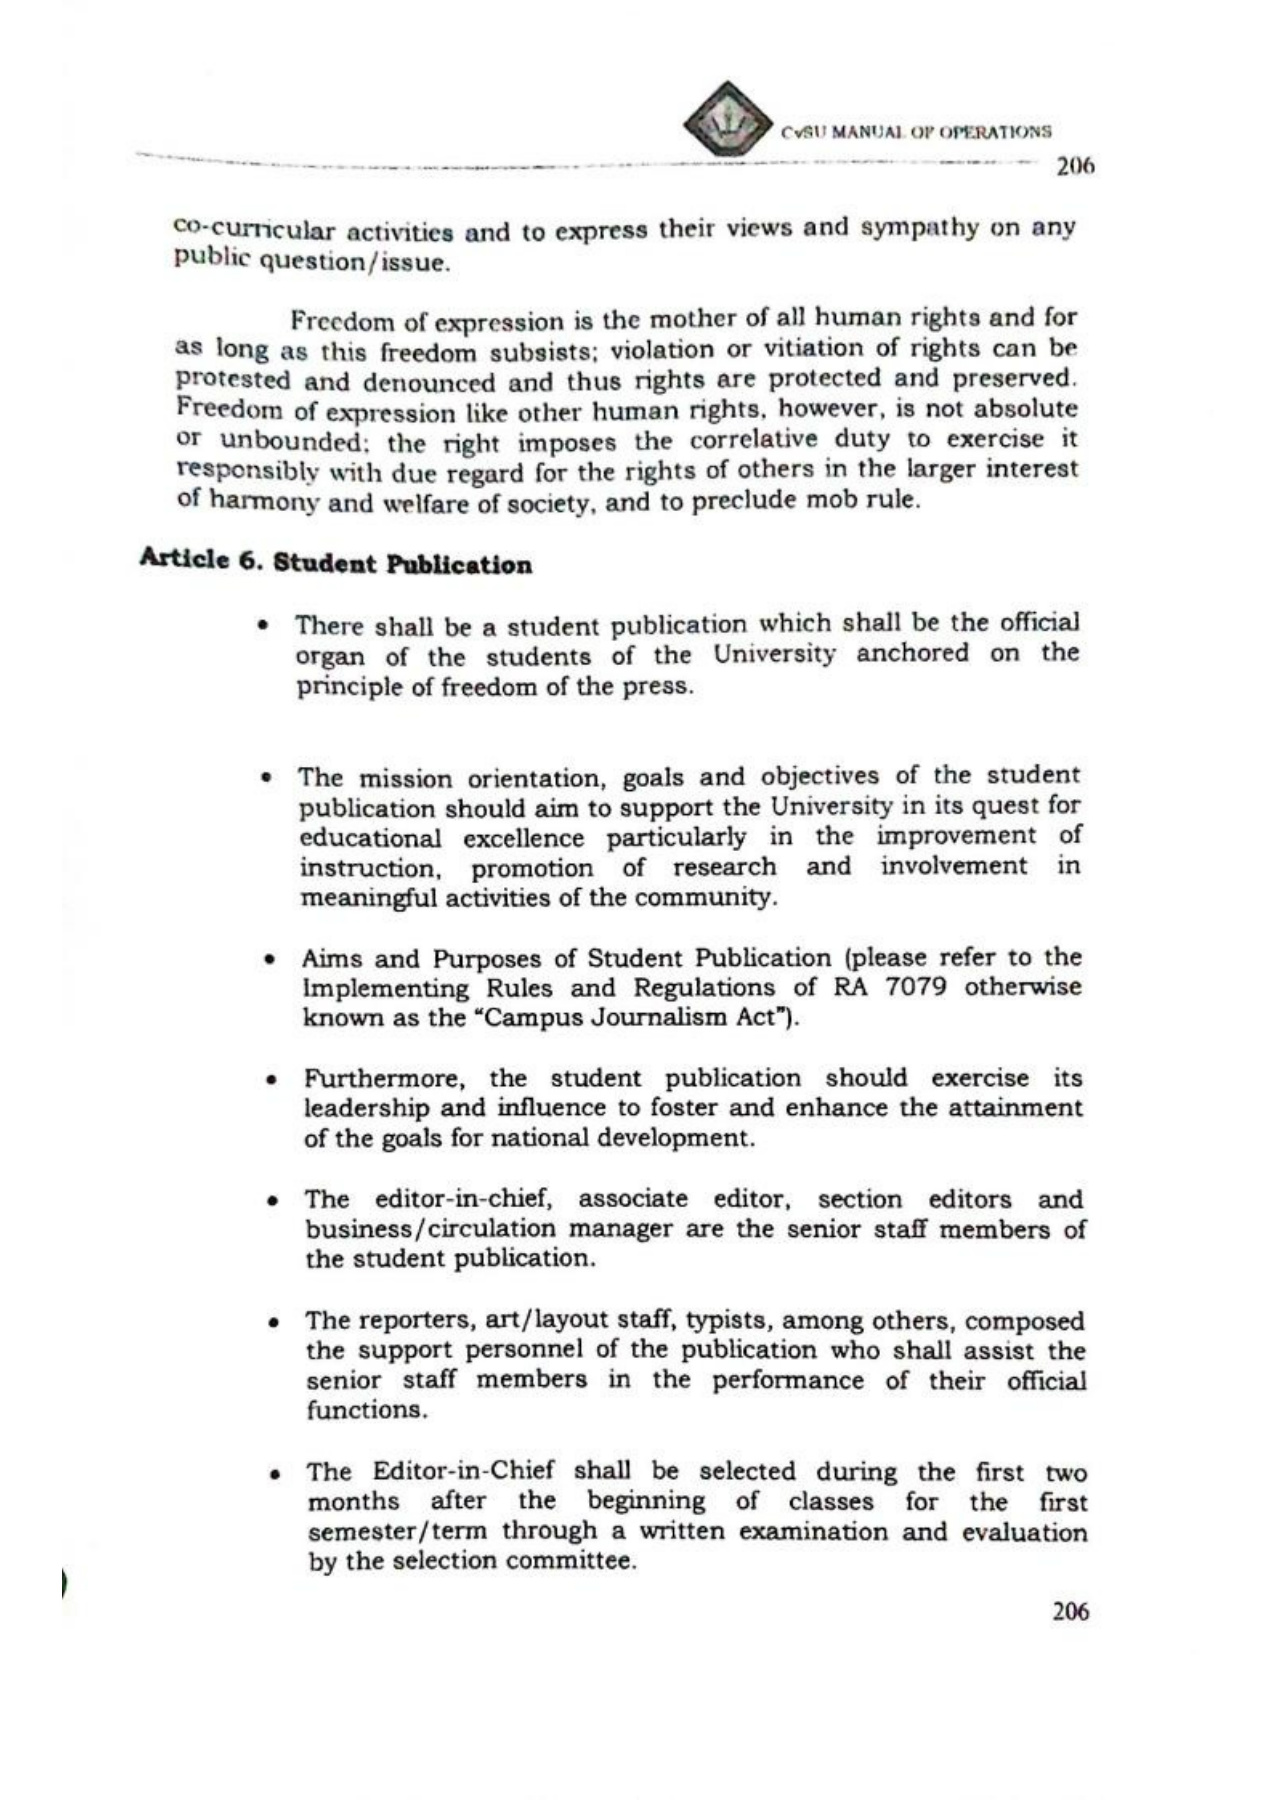 CvSU MANUAL OF OPERATIONS
206
co-curricular activities and to express their views and sympathy on any
public question/issue.
Freedom of expression is the mother of all human rights and for
as long as this freedom subsists; violation or vitiation of rights can be
protested and denounced and thus rights are protected and preserved.
Freedom of expression like other human rights, however, is not absolute
or unbounded; the right imposes the correlative duty to exercise it
responsibly with due regard for the rights of others in the larger interest
of harmony and welfare of society, and to preclude mob rule.
Article 6. Student Publication
• There shall be a student publication which shall be the official
organ of the students of the University anchored on the
principle of freedom of the press.
• The mission orientation, goals and objectives of the student
publication should aim to support the University in its quest for
educational excellence particularly in the improvement of
instruction, promotion of research and involvement in
meaningful activities of the community.
• Aims and Purposes of Student Publication (please refer to the
Implementing Rules and Regulations of RA 7079 otherwise
known as the “Campus Journalism Act”).
• Furthermore, the student publication should exercise its
leadership and influence to foster and enhance the attainment
of the goals for national development.
• The editor-in-chief, associate editor, section editors and
business/circulation manager are the senior staff members of
the student publication.
• The reporters, art/layout staff, typists, among others, composed
the support personnel of the publication who shall assist the
senior staff members in the performance of their official
functions.
• The Editor-in-Chief shall be selected during the first two
months after the beginning of classes for the first
semester/term through a written examination and evaluation
by the selection committee.
206